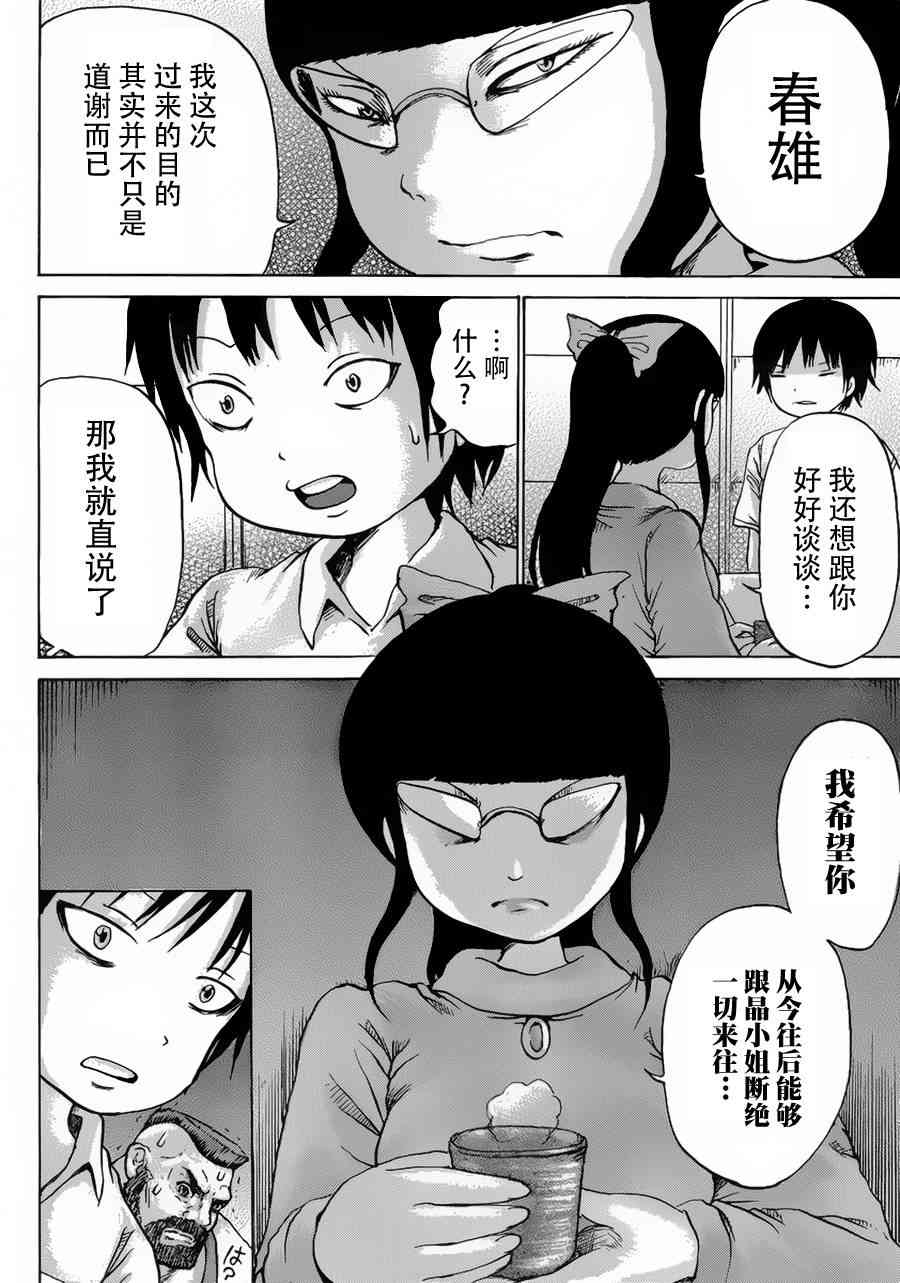 春雄
我这次
过来的目的
其实并不只是
道谢而已
我还想跟你
好好谈谈…
…啊
什么?
那我就直说了
我希望你
从今往后能够
跟晶小姐断绝
一切来往…
は?